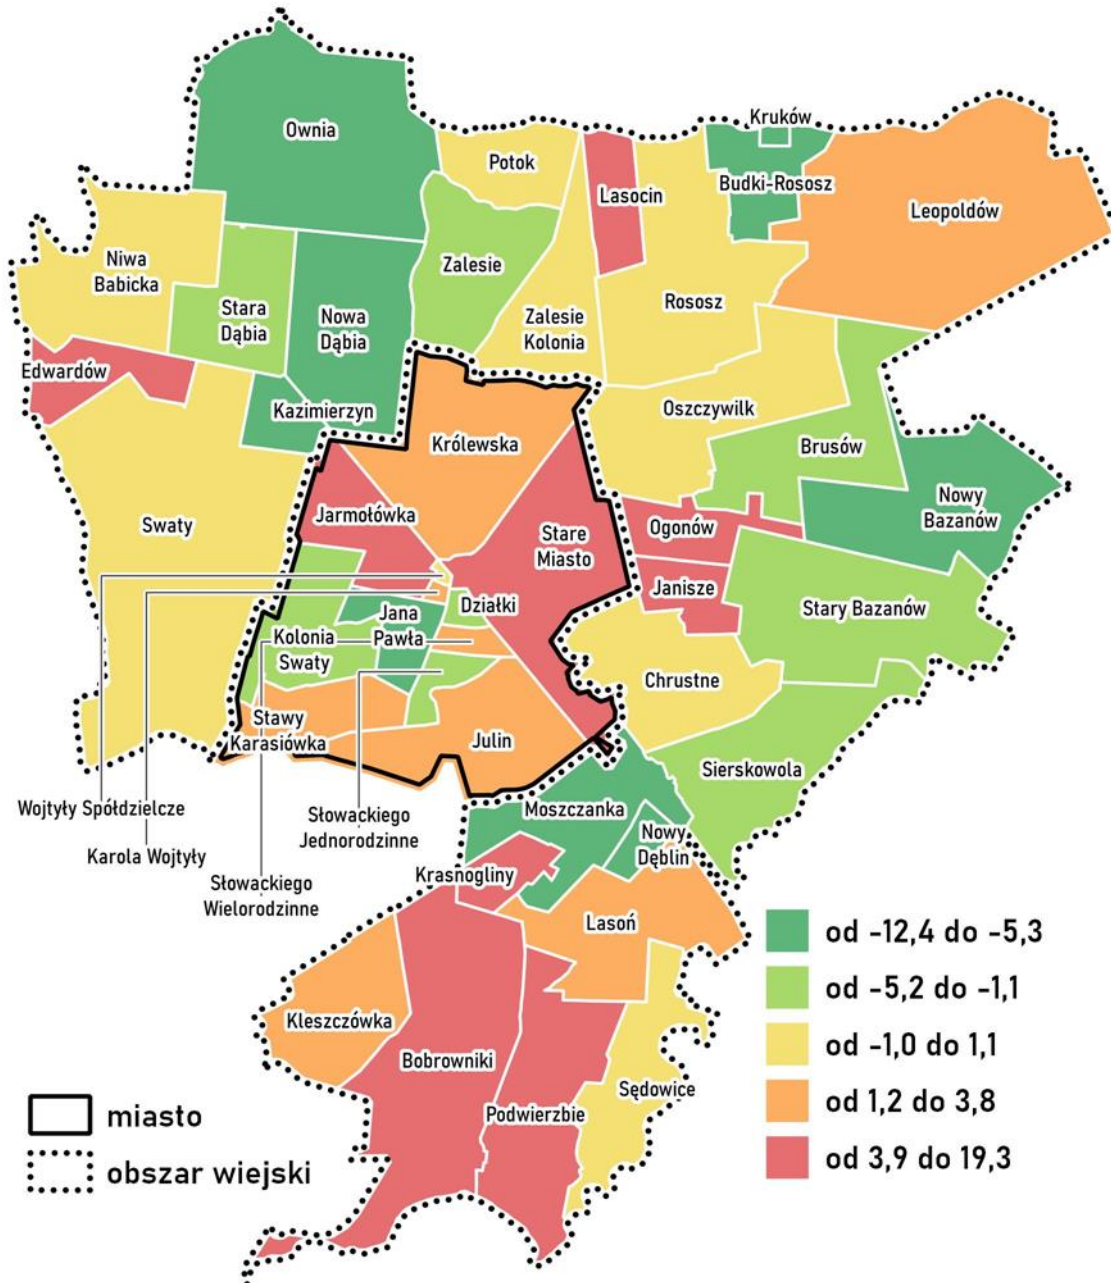 Ownia
Potok
Kruków
Lasocin
Budki-Rososz
Leopoldów
Niwa
Babicka
Zalesie
Stara
Dąbia
Nowa
Dąbia
Zalesie
Kolonia
Rososz
Edwardów
Kazimierzyn
Oszczywilk
Królewska
Brusów
Nowy
Bazanów
Swaty
Jarmołówka
Stare
Miasto
Ogonów
Janisze
Stary Bazanów
Działki
Jana
Pawła
Kolonia
Swaty
Chrustne
Stawy
Karasiówka
Julin
Sierskowola
Wojtyły Spółdzielcze
Karola Wojtyły
Słowackiego
Jednorodzinne
Słowackiego
Wielorodzinne
Moszczanka
Nowy
Dęblin
Krasnogliny
Lasoń
Kleszczówka
Bobrowniki
Sędowice
Podwierzbie
od -12,4 do -5,3
od -5,2 do -1,1
od -1,0 do 1,1
od 1,2 do 3,8
od 3,9 do 19,3
miasto
obszar wiejski